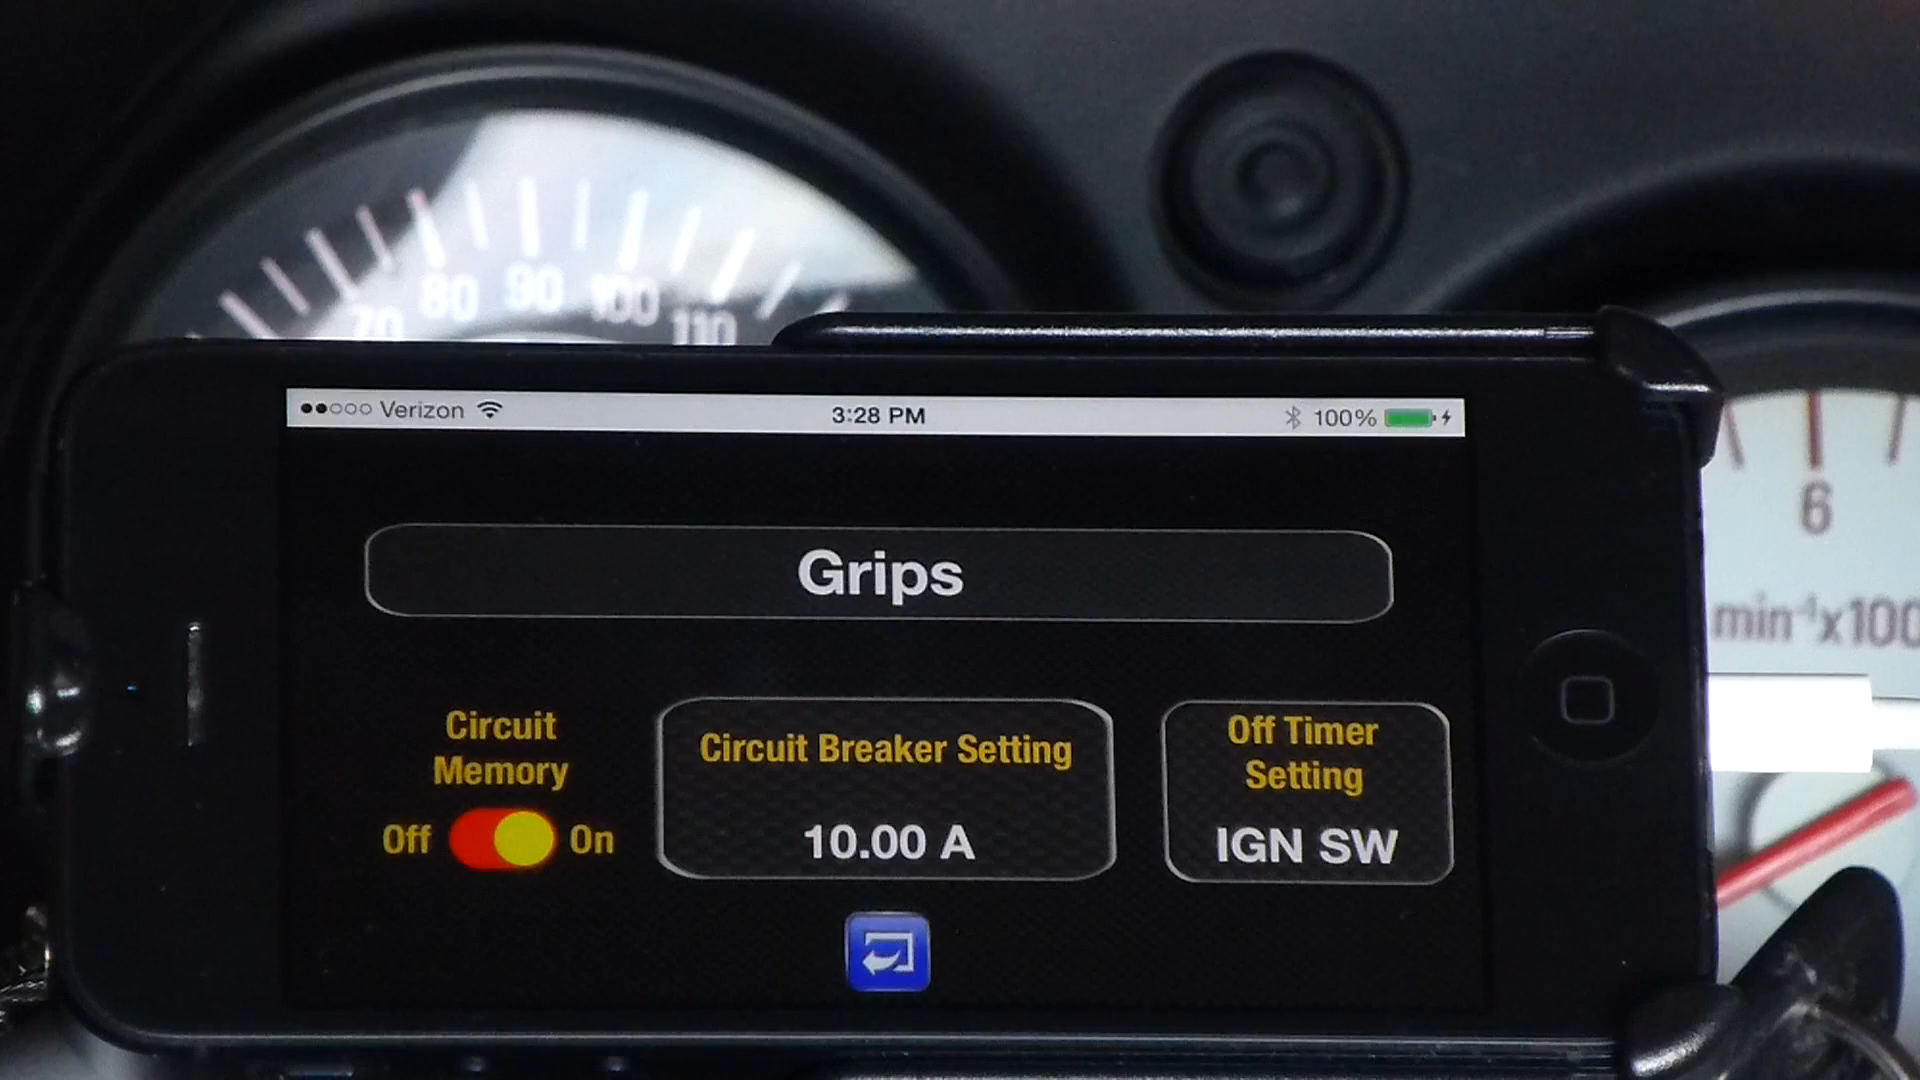 70 80 90 100 110
Verizon 3:28 PM 100%
6
Grips
min⁻¹x100
Circuit
Memory
Off On
Circuit Breaker Setting
10.00 A
Off Timer
Setting
IGN SW